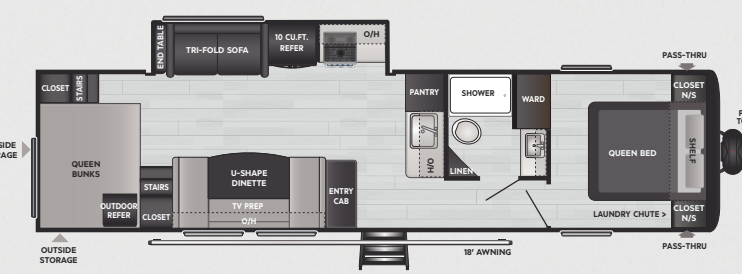 END TABLE
TRI-FOLD SOFA
10 CU.FT.
REFER
O/H
PASS-THRU
CLOSET
STAIRS
PANTRY
SHOWER
WARD
CLOSET
N/S
QUEEN
BUNKS
U-SHAPE
DINETTE
O/H
QUEEN BED
SHELF
STAIRS
LINEN
ENTRY
CAB
OUTDOOR
REFER
CLOSET
TV PREP
O/H
LAUNDRY CHUTE >
CLOSET
N/S
OUTSIDE
STORAGE
18' AWNING
PASS-THRU